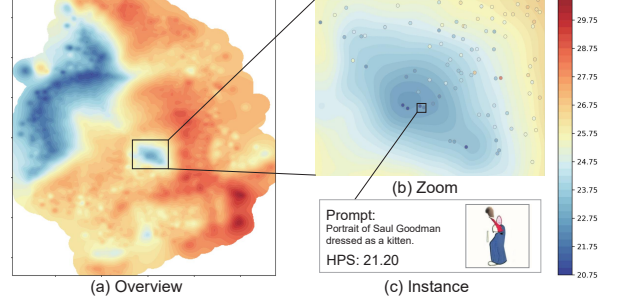 29.75
28.75
27.75
26.75
25.75
24.75
23.75
22.75
21.75
20.75
(b) Zoom
Prompt:
Portrait of Saul Goodman
dressed as a kitten.
HPS: 21.20
(a) Overview
(c) Instance